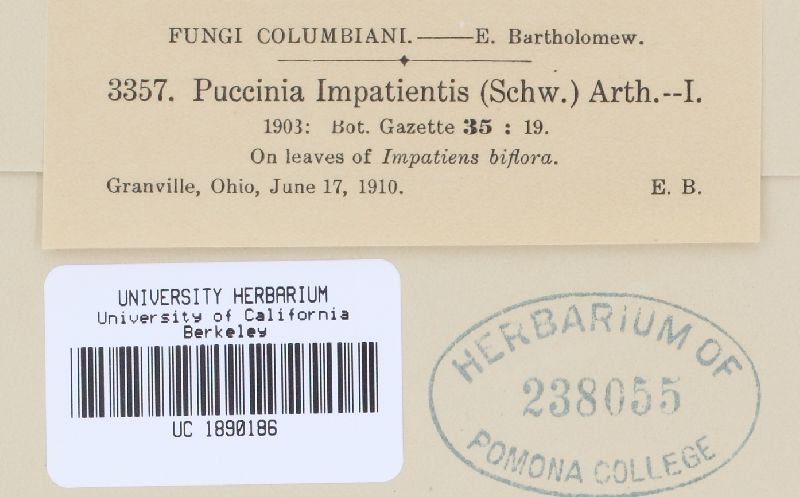 FUNGI COLUMBIANI.——E. Bartholomew.
3357. Puccinia Impatientis (Schw.) Arth.--I.
1903: Bot. Gazette 35 : 19.
On leaves of Impatiens biflora.
Granville, Ohio, June 17, 1910. E. B.
UNIVERSITY HERBARIUM
University of California
Berkeley
UC 1890186
HERBARIUM OF
238055
POMONA COLLEGE